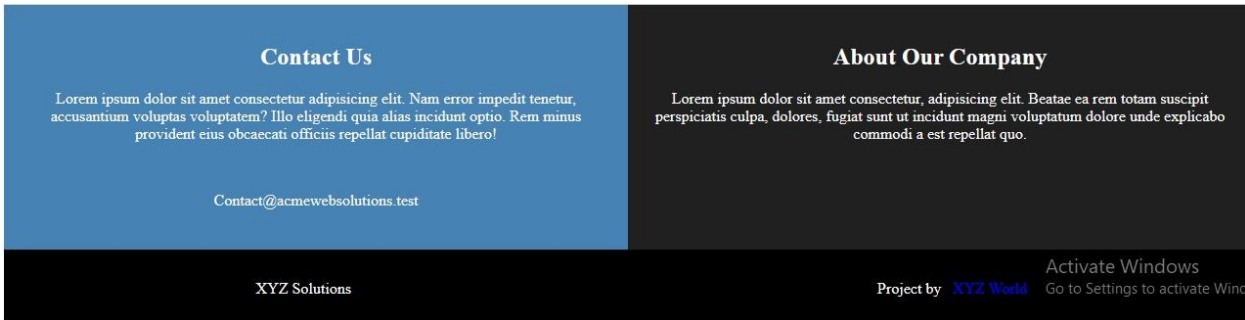 Contact Us
Lorem ipsum dolor sit amet consectetur adipisicing elit. Nam error impedit tenetur,
accusantium voluptas voluptatem? Illo eligendi quia alias incidunt optio. Rem minus
provident eius obcaecati officiis repellat cupiditate libero!
Contact@acmewebsolutions.test
About Our Company
Lorem ipsum dolor sit amet consectetur, adipisicing elit. Beatae ea rem totam suscipit
perspiciatis culpa, dolores, fugiat sunt ut incidunt magni voluptatum dolore unde explicabo
commodi a est repellat quo.
XYZ Solutions
Project by XYZ World
Activate Windows
Go to Settings to activate Wind